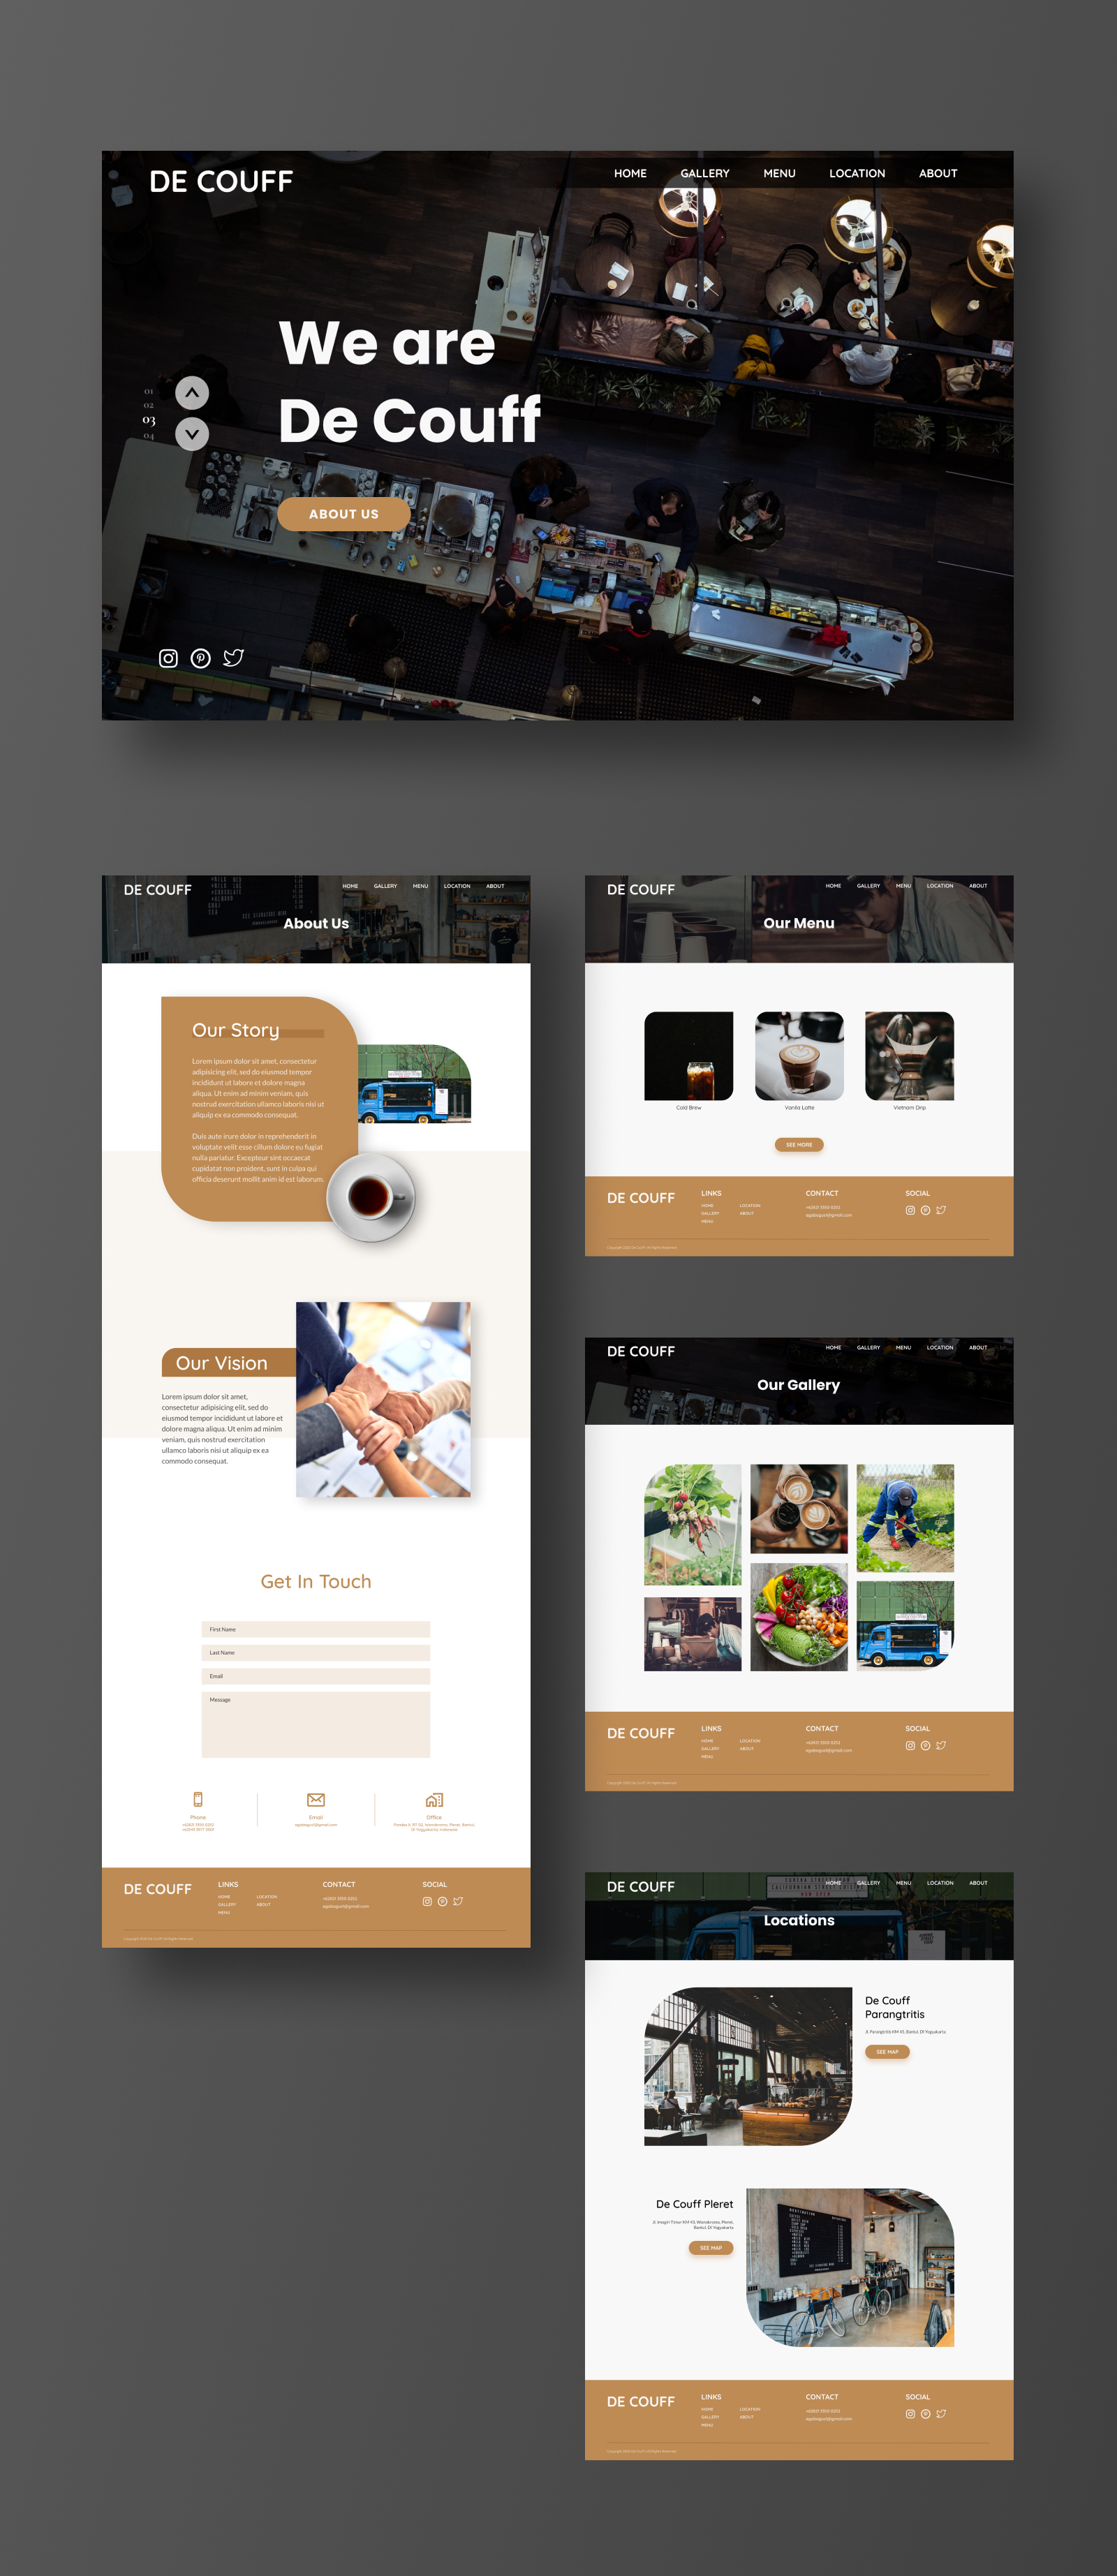 DE COUFF
HOME GALLERY MENU LOCATION ABOUT
We are
De Couff
01
02
03
04
ABOUT US
DE COUFF
HOME GALLERY MENU LOCATION ABOUT
About Us
Our Story
Lorem ipsum dolor sit amet, consectetur
adipisicing elit, sed do eiusmod tempor
incididunt ut labore et dolore magna
aliqua. Ut enim ad minim veniam, quis
nostrud exercitation ullamco laboris nisi ut
aliquip ex ea commodo consequat.
Duis aute irure dolor in reprehenderit in
voluptate velit esse cillum dolore eu fugiat
nulla pariatur. Excepteur sint occaecat
cupidatat non proident, sunt in culpa qui
officia deserunt mollit anim id est laborum.
Our Vision
Lorem ipsum dolor sit amet,
consectetur adipisicing elit, sed do
eiusmod tempor incididunt ut labore et
dolore magna aliqua. Ut enim ad minim
veniam, quis nostrud exercitation
ullamco laboris nisi ut aliquip ex ea
commodo consequat.
Get In Touch
First Name
Last Name
Email
Message
Phone
Email
Office
DE COUFF
LINKS
HOME LOCATION
GALLERY ABOUT
MENU
CONTACT
SOCIAL
DE COUFF
HOME GALLERY MENU LOCATION ABOUT
Our Menu
Cold Brew
Vanila Latte
Vietnam Drip
SEE MORE
DE COUFF
LINKS
HOME LOCATION
GALLERY ABOUT
MENU
CONTACT
SOCIAL
DE COUFF
HOME GALLERY MENU LOCATION ABOUT
Our Gallery
DE COUFF
LINKS
HOME LOCATION
GALLERY ABOUT
MENU
CONTACT
SOCIAL
DE COUFF
HOME GALLERY MENU LOCATION ABOUT
Locations
De Couff
Parangtritis
Bantul, DI Yogyakarta
SEE MAP
De Couff Pleret
Bantul, DI Yogyakarta
SEE MAP
DE COUFF
LINKS
HOME LOCATION
GALLERY ABOUT
MENU
CONTACT
SOCIAL